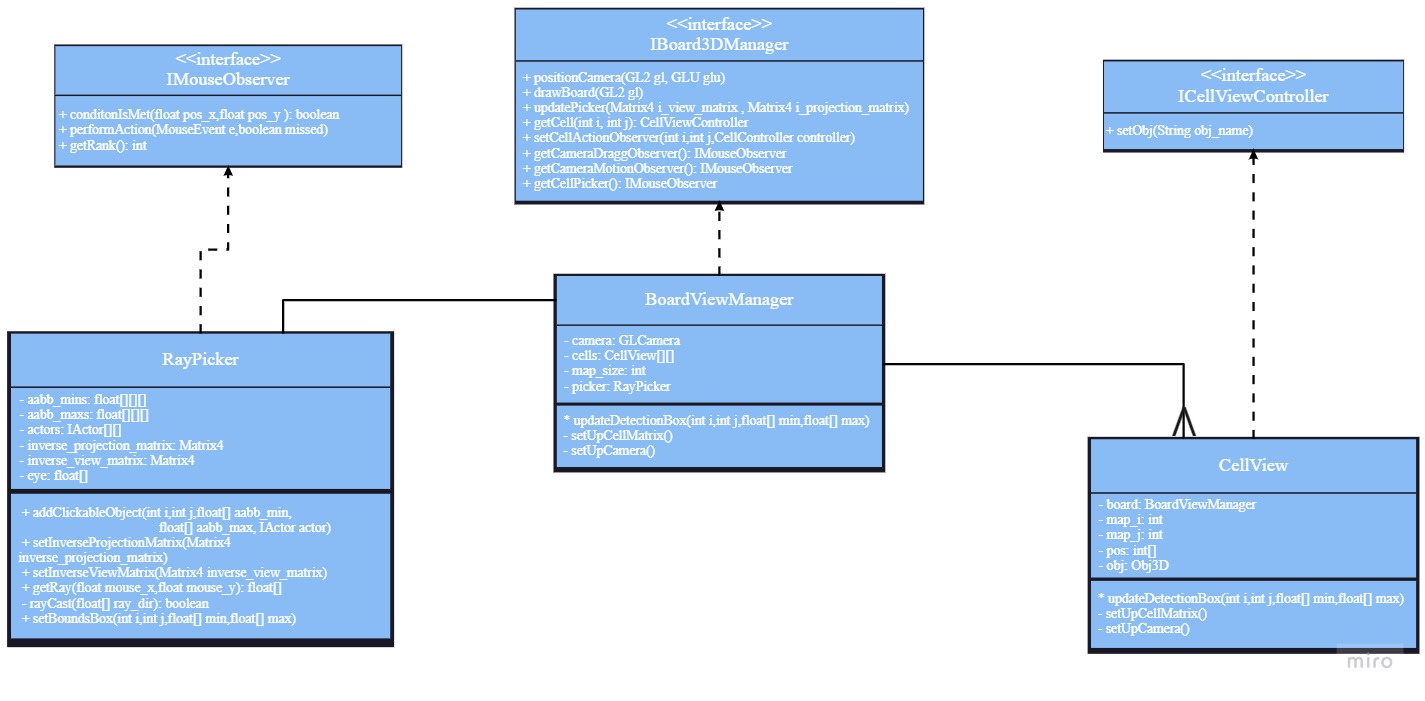 <<interface>>
IMouseObserver
+ conditonIsMet(float pos_x,float pos_y ): boolean
+ performAction(MouseEvent e,boolean missed)
+ getRank(): int
<<interface>>
IBoard3DManager
+ positionCamera(GL2 gl, GLU glu)
+ drawBoard(GL2 gl)
+ updatePicker(Matrix4 i_view_matrix , Matrix4 i_projection_matrix)
+ getCell(int i, int j): CellViewController
+ setCellActionObserver(int i,int j,CellController controller)
+ getCameraDraggObserver(): IMouseObserver
+ getCameraMotionObserver(): IMouseObserver
+ getCellPicker(): IMouseObserver
<<interface>>
ICellViewController
+ setObj(String obj_name)
RayPicker
- aabb_mins: float[][][]
- aabb_maxs: float[][][]
- actors: IActor[][]
- inverse_projection_matrix: Matrix4
- inverse_view_matrix: Matrix4
- eye: float[]
+ addClickableObject(int i,int j,float[] aabb_min,
float[] aabb_max, IActor actor)
+ setInverseProjectionMatrix(Matrix4
inverse_projection_matrix)
+ setInverseViewMatrix(Matrix4 inverse_view_matrix)
+ getRay(float mouse_x,float mouse_y): float[]
- rayCast(float[] ray_dir): boolean
+ setBoundsBox(int i,int j,float[] min,float[] max)
BoardViewManager
- camera: GLCamera
- cells: CellView[][]
- map_size: int
- picker: RayPicker
* updateDetectionBox(int i,int j,float[] min,float[] max)
- setUpCellMatrix()
- setUpCamera()
CellView
- board: BoardViewManager
- map_i: int
- map_j: int
- pos: int[]
- obj: Obj3D
* updateDetectionBox(int i,int j,float[] min,float[] max)
- setUpCellMatrix()
- setUpCamera()
miro